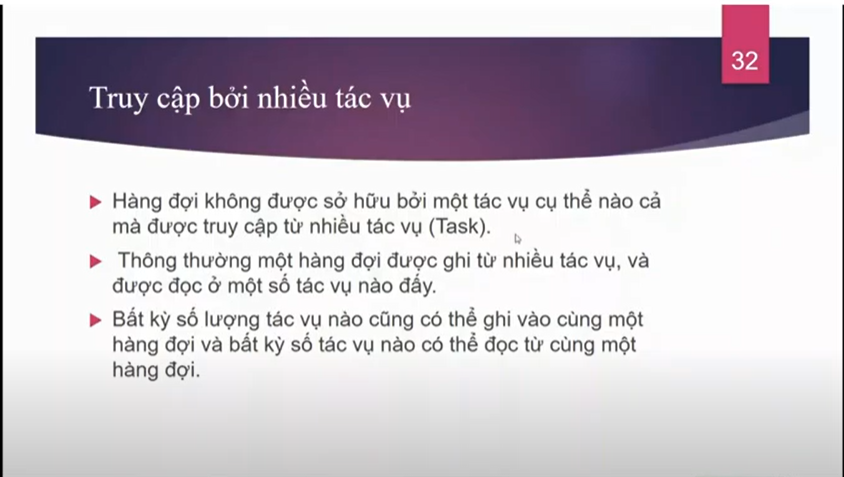 32
Truy cập bởi nhiều tác vụ
Hàng đợi không được sở hữu bởi một tác vụ cụ thể nào cả
mà được truy cập từ nhiều tác vụ (Task).
Thông thường một hàng đợi được ghi từ nhiều tác vụ, và
được đọc ở một số tác vụ nào đấy.
Bất kỳ số lượng tác vụ nào cũng có thể ghi vào cùng một
hàng đợi và bất kỳ số tác vụ nào có thể đọc từ cùng một
hàng đợi.